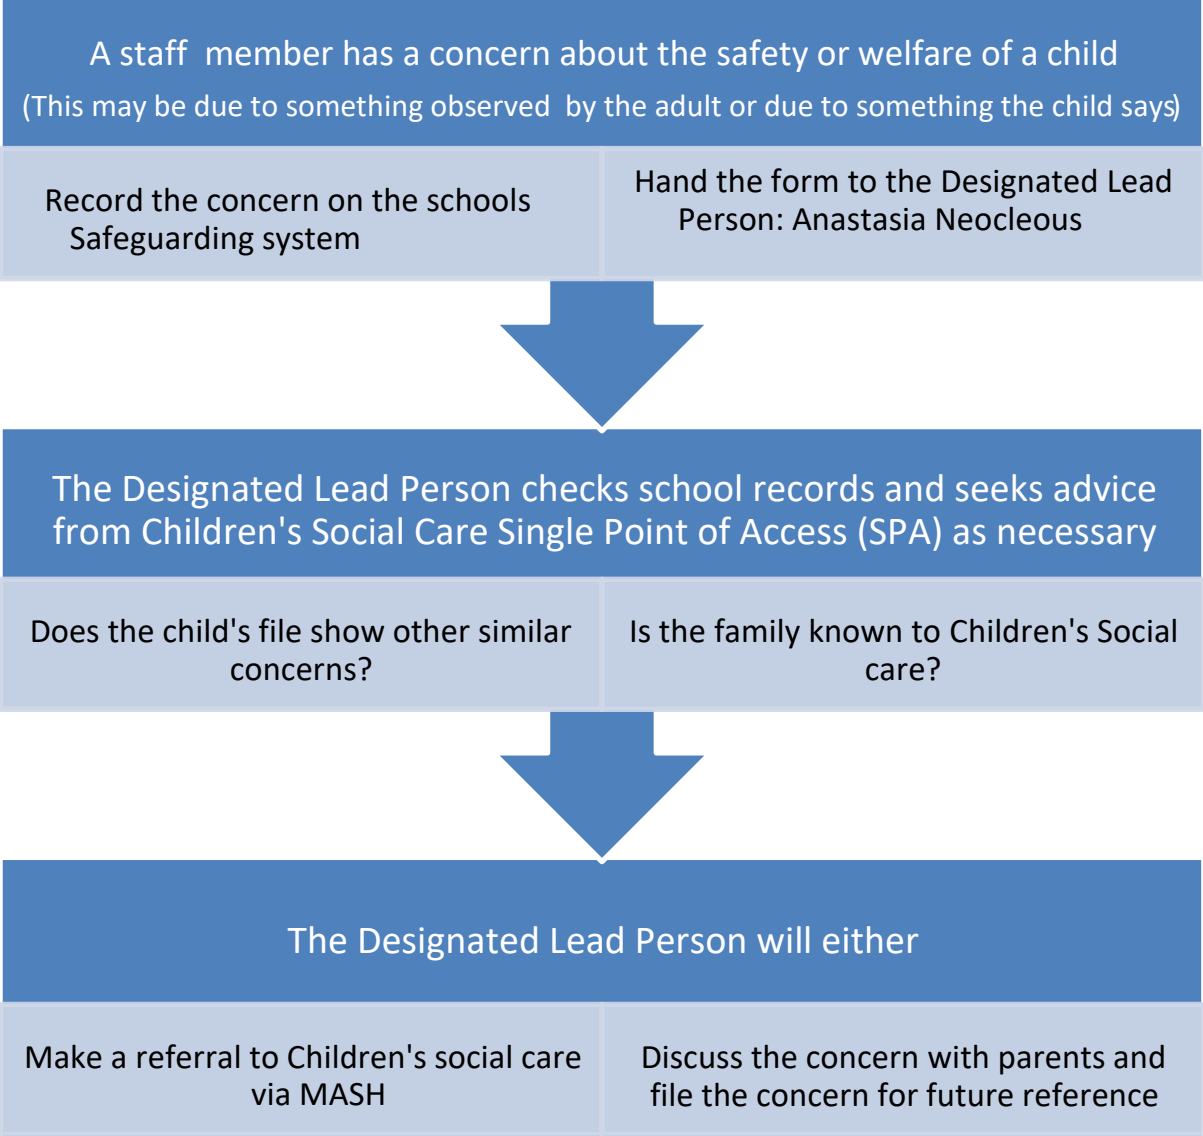 A staff  member has a concern about the safety or welfare of a child
(This may be due to something observed  by the adult or due to something the child says)
Record the concern on the schools
Safeguarding system
Hand the form to the Designated Lead
Person: Anastasia Neocleous
The Designated Lead Person checks school records and seeks advice
from Children's Social Care Single Point of Access (SPA) as necessary
Does the child's file show other similar
concerns?
Is the family known to Children's Social
care?
The Designated Lead Person will either
Make a referral to Children's social care
via MASH
Discuss the concern with parents and
file the concern for future reference